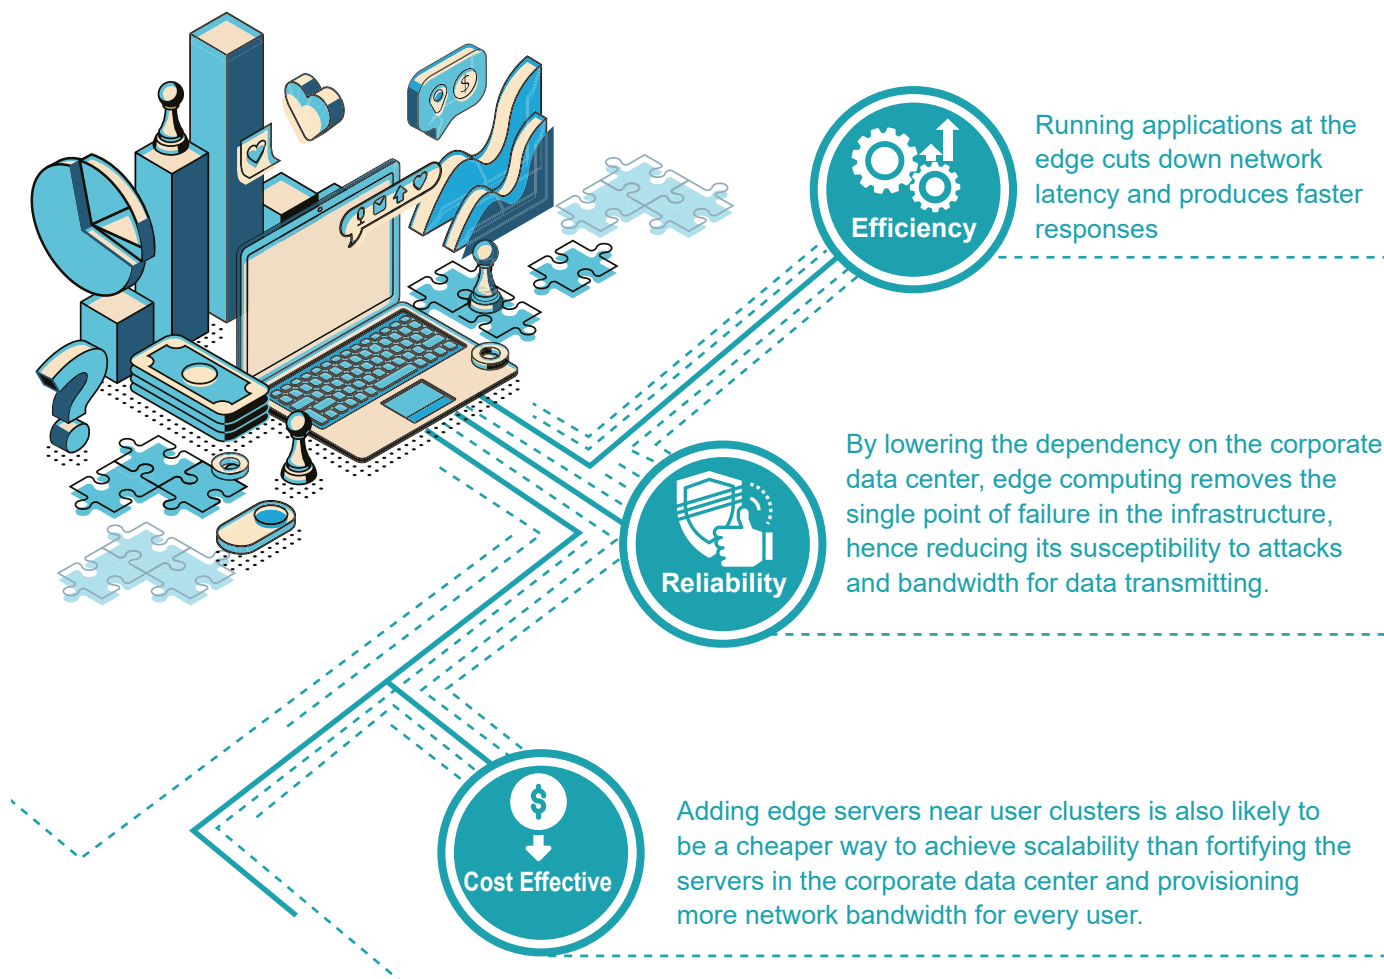 Efficiency
Running applications at the
edge cuts down network
latency and produces faster
responses
Reliability
By lowering the dependency on the corporate
data center, edge computing removes the
single point of failure in the infrastructure,
hence reducing its susceptibility to attacks
and bandwidth for data transmitting.
$
Cost Effective
Adding edge servers near user clusters is also likely to
be a cheaper way to achieve scalability than fortifying the
servers in the corporate data center and provisioning
more network bandwidth for every user.